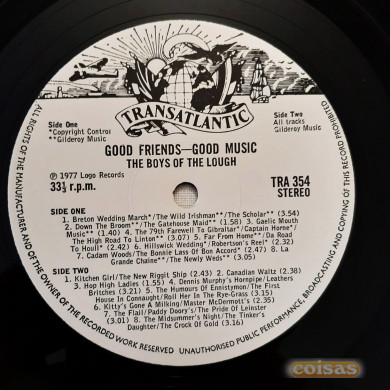 TRANSATLANTIC
Side One
*Copyright Control
**Gilderoy Music
Side Two
All tracks
Gilderoy Music
GOOD FRIENDS—GOOD MUSIC
THE BOYS OF THE LOUGH
℗ 1977 Logo Records
33⅓ r.p.m.
TRA 354
STEREO
SIDE ONE
1. Breton Wedding March*/The Wild Irishman**/The Scholar** (3.54)
2. Down The Broom**/The Gatehouse Maid** (1.68) 3. Gaelic Mouth
Music** (1.40) 4. The 79th Farewell To Gibraltar*/Captain Horne*/
The High Road To Linton** (3.07) 5. Far From Home**/Da Road
To Houll* (2.47) 6. Hillswick Wedding*/Robertson's Reel* (2.30)
7. Cadam Woods/The Bonnie Lass Of Bon Accord** (5.21) 8. La
Grande Chaine**/The Newly Weds** (3.05)
SIDE TWO
1. Kitchen Girl/The New Riggit Ship (2.43) 2. Canadian Waltz (2.38)
3. Hop High Ladies (1.50) 4. Dennis Murphy's Hornpipe/Leathers
Britches (3.21) 5. The Humours Of Ennistymon/The First
House In Connaught/Roll Her In The Rye-Grass (3.31)
6. Kitty's Gone A Milking/Master McDermott's (2.35)
7. The Flail/Paddy Doory's/The Pride Of Leinster
(3.01) 8. The Midsummer's Night/The Tinker's
Daughter/The Crock Of Gold (3.16)
ALL RIGHTS OF THE MANUFACTURER AND OF THE OWNER OF THE RECORDED WORK RESERVED UNAUTHORISED PUBLIC PERFORMANCE, BROADCASTING AND COPYING OF THIS RECORD PROHIBITED
coisas